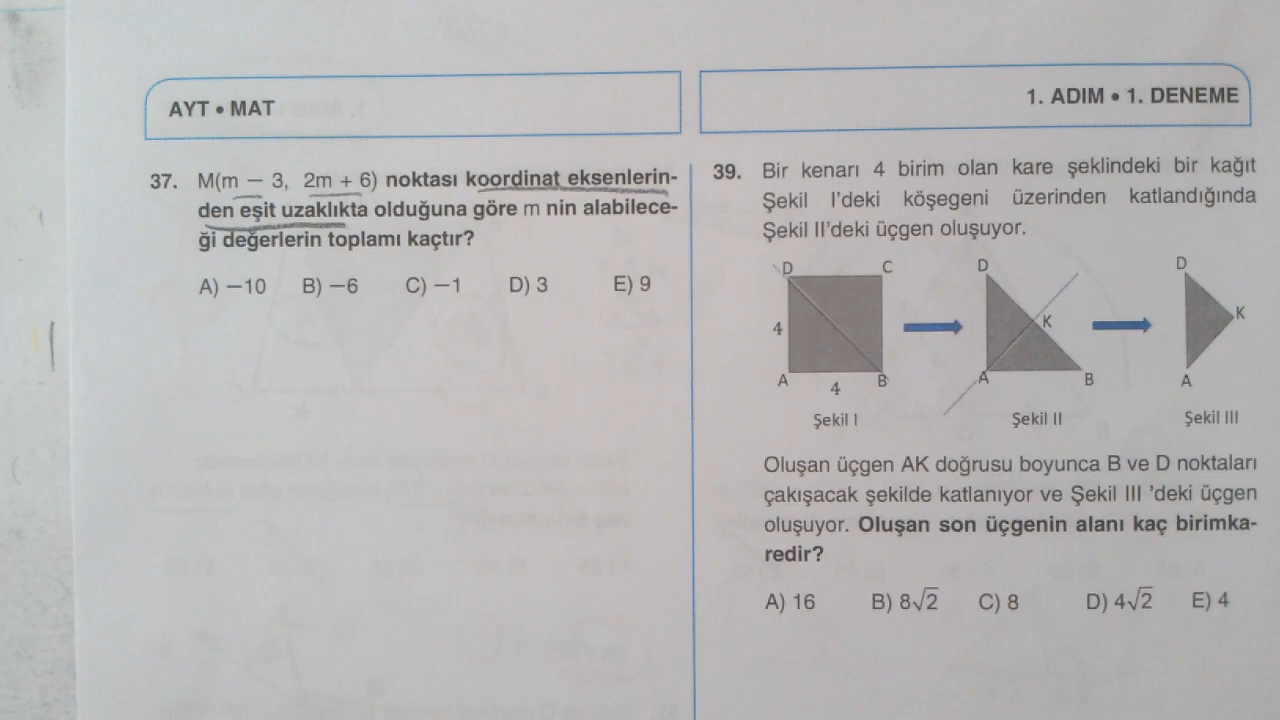 AYT • MAT
1. ADIM • 1. DENEME
37. M(m − 3, 2m + 6) noktası koordinat eksenlerin-
den eşit uzaklıkta olduğuna göre m nin alabilece-
ği değerlerin toplamı kaçtır?
A) −10 B) −6 C) −1 D) 3 E) 9
39. Bir kenarı 4 birim olan kare şeklindeki bir kağıt
Şekil I'deki köşegeni üzerinden katlandığında
Şekil II'deki üçgen oluşuyor.
D C
4
A B
4
Şekil I
D
K
A B
Şekil II
D
K
A
Şekil III
Oluşan üçgen AK doğrusu boyunca B ve D noktaları
çakışacak şekilde katlanıyor ve Şekil III 'deki üçgen
oluşuyor. Oluşan son üçgenin alanı kaç birimka-
redir?
A) 16 B) 8√2 C) 8 D) 4√2 E) 4